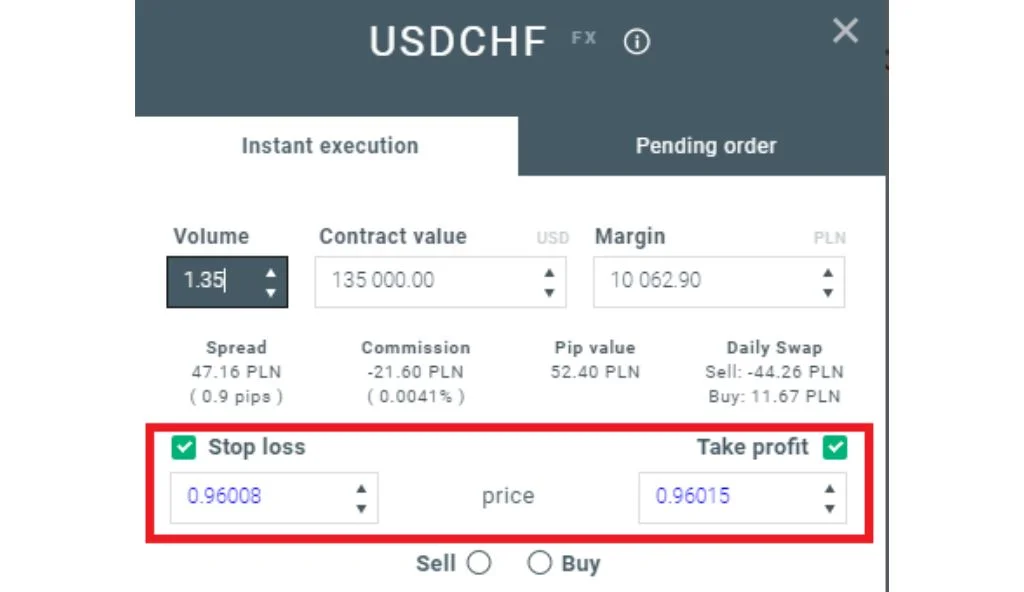 USDCHF FX
Instant execution
Pending order
Volume
Contract value USD
Margin PLN
1.35
135 000.00
10 062.90
Spread
47.16 PLN
( 0.9 pips )
Commission
-21.60 PLN
( 0.0041% )
Pip value
52.40 PLN
Daily Swap
Sell: -44.26 PLN
Buy: 11.67 PLN
Stop loss
Take profit
0.96008
price
0.96015
Sell
Buy